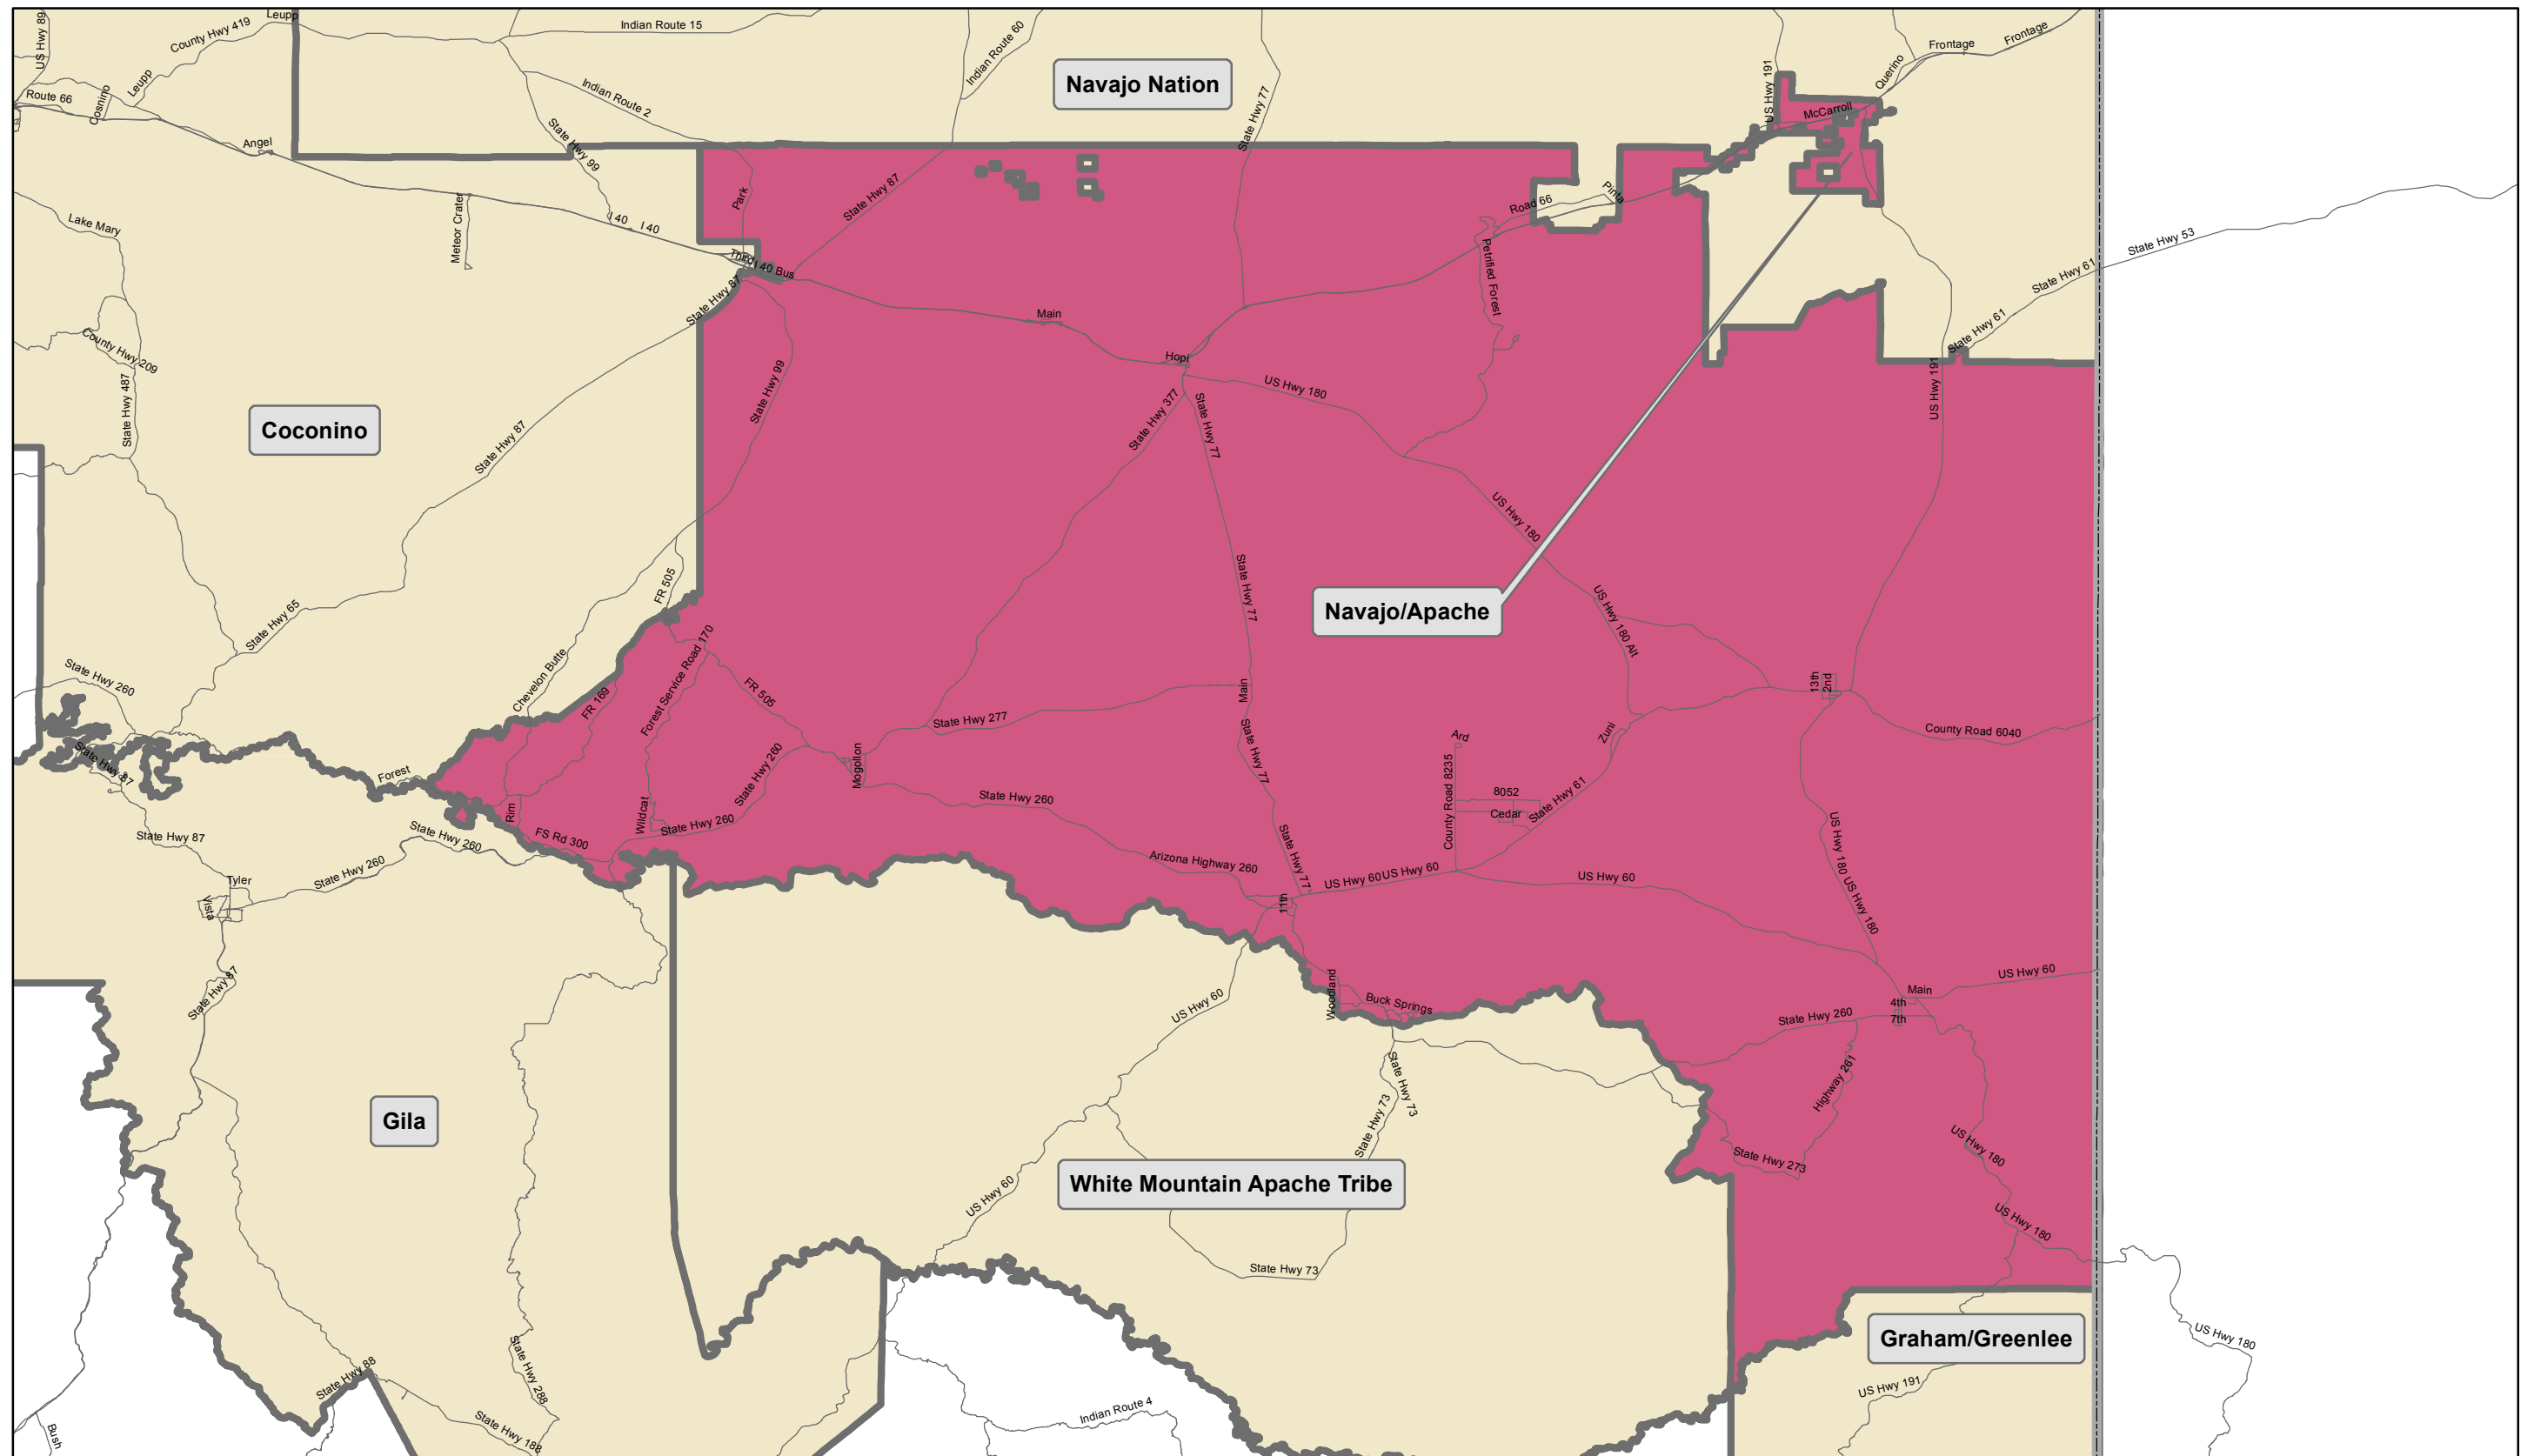 US Hwy 89
County Hwy 419
Leupp
Indian Route 15
Indian Route 60
Frontage
Frontage
Querino
US Hwy 191
Navajo Nation
Route 66
Cosnino
Leupp
Indian Route 2
State Hwy 77
McCarroll
Angel
State Hwy 99
Park
State Hwy 87
Road 66
Pinta
Lake Mary
Meteor Crater
I 40
I 40
Third
I 40 Bus
State Hwy 87
Petrified Forest
State Hwy 53
State Hwy 61
State Hwy 61
Main
Hopi
County Hwy 209
State Hwy 487
State Hwy 99
US Hwy 180
State Hwy 377
State Hwy 77
US Hwy 191
Coconino
State Hwy 87
US Hwy 180
FR 505
State Hwy 77
Navajo/Apache
US Hwy 180 Alt
State Hwy 65
State Hwy 260
Chevelon Butte
FR 169
Forest Service Road 170
FR 505
Main
13th
2nd
State Hwy 277
Zuni
County Road 6040
State Hwy 87
Forest
State Hwy 260
Mogollon
State Hwy 77
Ard
County Road 8235
8052
Cedar
State Hwy 61
State Hwy 260
Rim
Wildcat
State Hwy 260
FS Rd 300
State Hwy 87
State Hwy 260
State Hwy 260
Tyler
Vista
Arizona Highway 260
State Hwy 77
US Hwy 60
US Hwy 60
US Hwy 60
US Hwy 180
US Hwy 180
11th
State Hwy 87
US Hwy 60
Woodland
Buck Springs
State Hwy 260
Main
4th
7th
US Hwy 60
State Hwy 73
State Hwy 73
Highway 261
Gila
US Hwy 180
State Hwy 273
White Mountain Apache Tribe
US Hwy 60
US Hwy 180
State Hwy 73
Graham/Greenlee
US Hwy 180
State Hwy 88
State Hwy 288
US Hwy 191
State Hwy 188
Indian Route 4
Bush